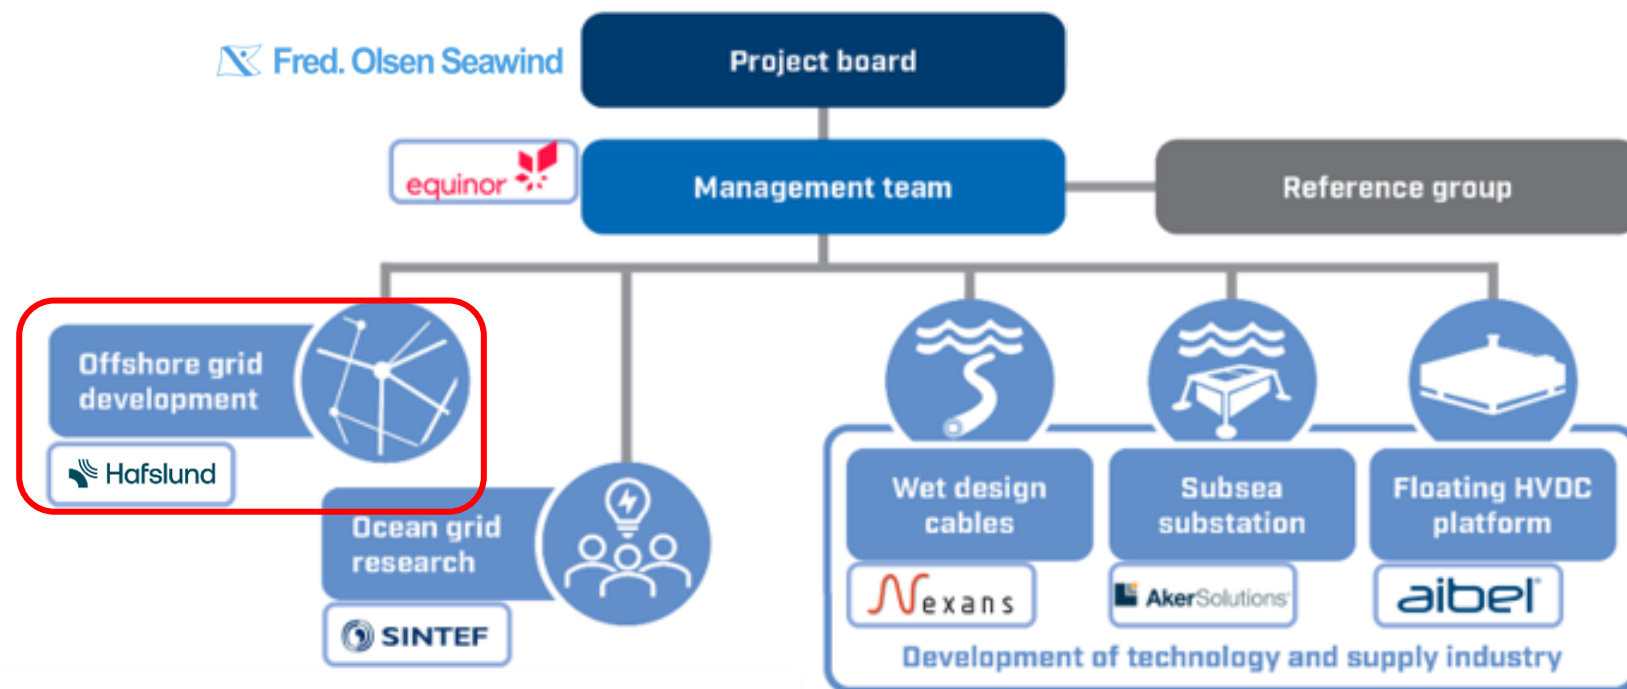 Fred. Olsen Seawind
Project board
equinor
Management team
Reference group
Offshore grid
development
Hafslund
Ocean grid
research
SINTEF
Wet design
cables
Nexans
Subsea
substation
AkerSolutions
Floating HVDC
platform
aibel
Development of technology and supply industry